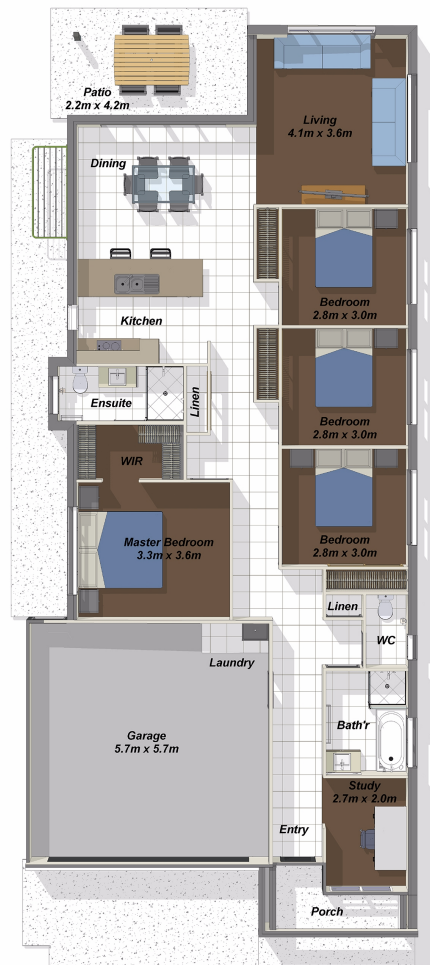 Patio
2.2m x 4.2m
Living
4.1m x 3.6m
Dining
Bedroom
2.8m x 3.0m
Kitchen
Ensuite
Linen
Bedroom
2.8m x 3.0m
WIR
Master Bedroom
3.3m x 3.6m
Bedroom
2.8m x 3.0m
Linen
WC
Laundry
Bath'r
Garage
5.7m x 5.7m
Study
2.7m x 2.0m
Entry
Porch